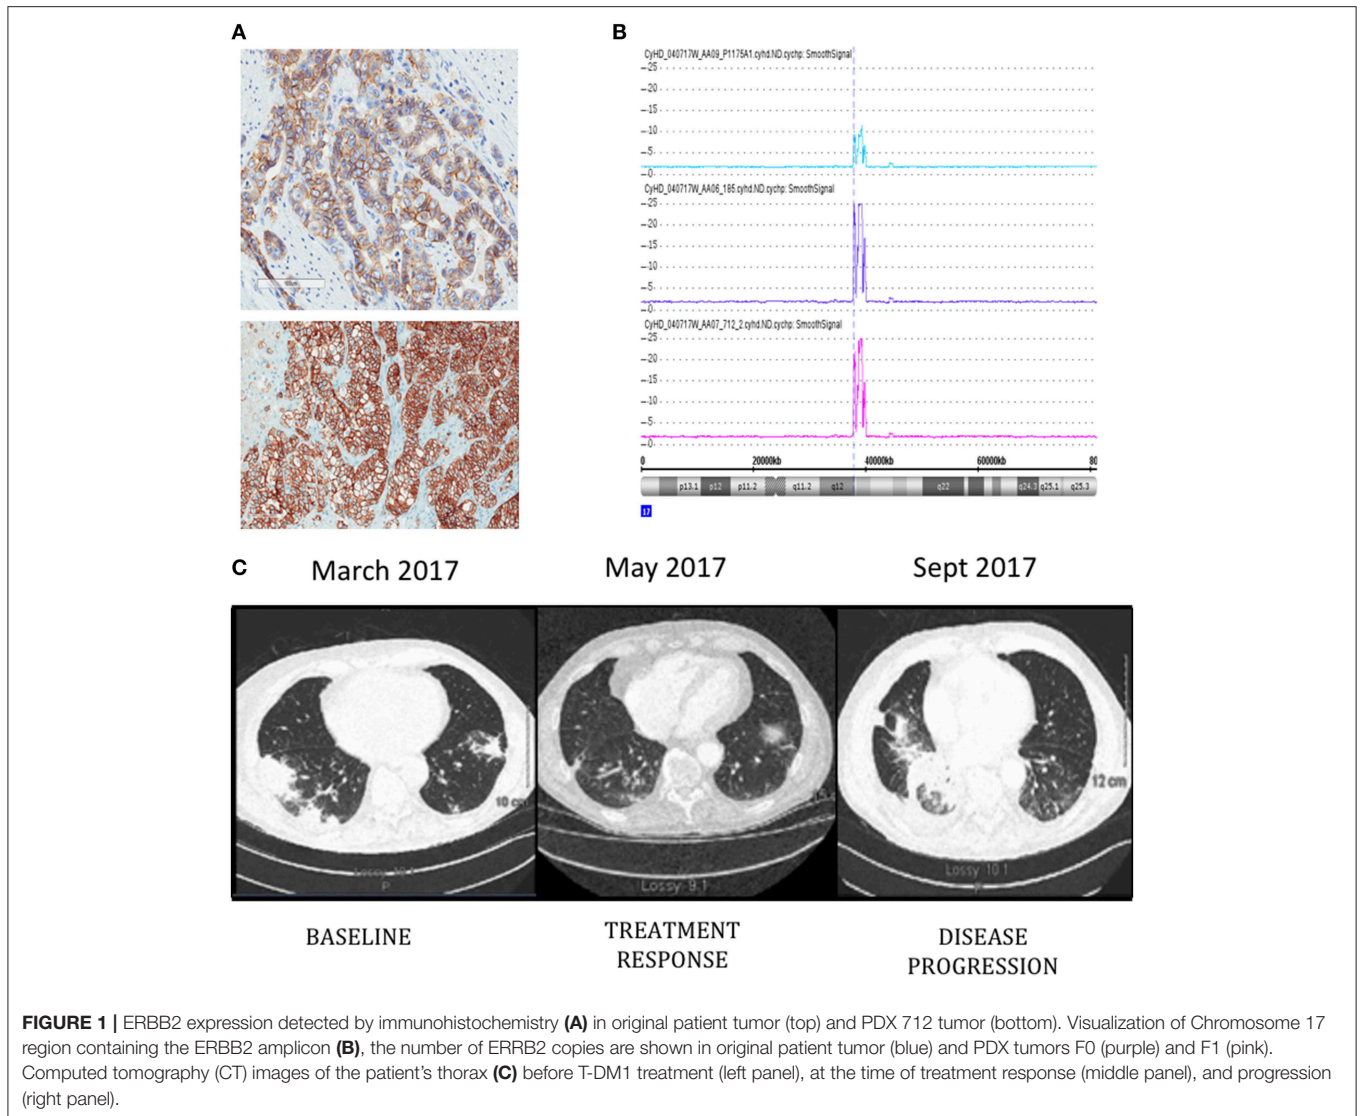 A
B
CyHD_040717W_AA09_P1175A1.cyhd.ND.cychp: SmoothSignal
25
20
15
10
5
0
CyHD_040717W_AA06_185.cyhd.ND.cychp: SmoothSignal
25
20
15
10
5
0
CyHD_040717W_AA07_712_2.cyhd.ND.cychp: SmoothSignal
25
20
15
10
5
0
0 20000kb 40000kb 60000kb 80
p13.1 p12 p11.2 q11.2 q12 q22 q24.3 q25.1 q25.3
17
C
March 2017 May 2017 Sept 2017
10 cm
12 cm
P
Lossy 9.1
Lossy 10.1
BASELINE
TREATMENT
RESPONSE
DISEASE
PROGRESSION
FIGURE 1 | ERBB2 expression detected by immunohistochemistry (A) in original patient tumor (top) and PDX 712 tumor (bottom). Visualization of Chromosome 17
region containing the ERBB2 amplicon (B), the number of ERRB2 copies are shown in original patient tumor (blue) and PDX tumors F0 (purple) and F1 (pink).
Computed tomography (CT) images of the patient's thorax (C) before T-DM1 treatment (left panel), at the time of treatment response (middle panel), and progression
(right panel).